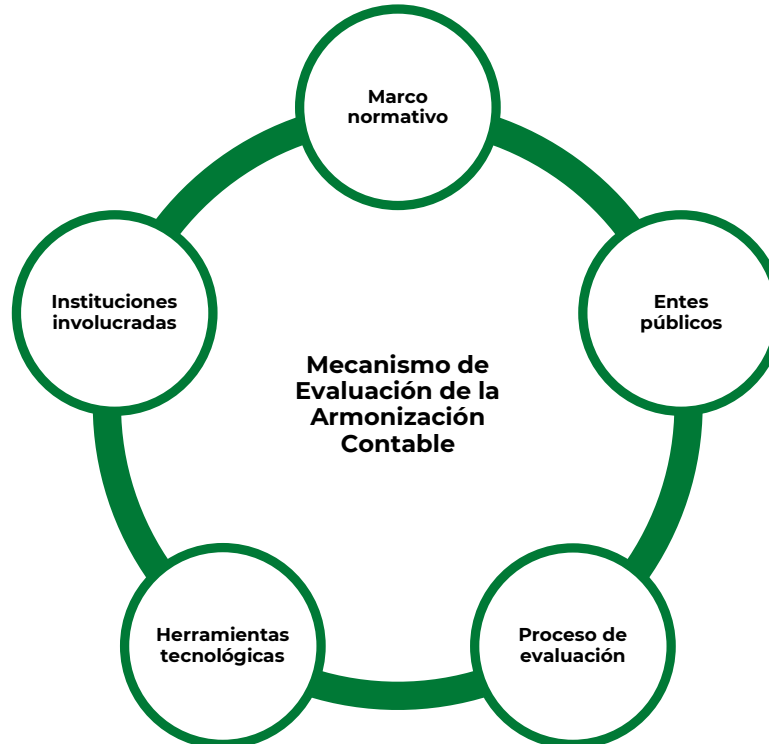 Marco
normativo
Instituciones
involucradas
Entes
públicos
Mecanismo de
Evaluación de la
Armonización
Contable
Herramientas
tecnológicas
Proceso de
evaluación